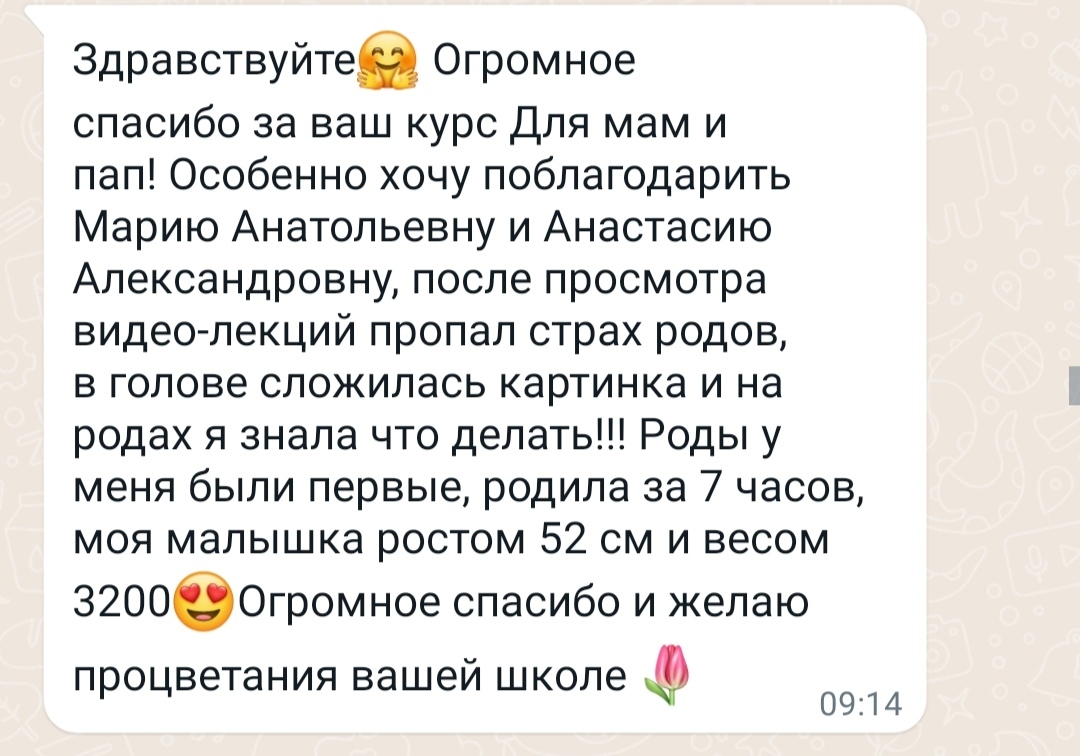 Здравствуйте🤗 Огромное
спасибо за ваш курс Для мам и
пап! Особенно хочу поблагодарить
Марию Анатольевну и Анастасию
Александровну, после просмотра
видео-лекций пропал страх родов,
в голове сложилась картинка и на
родах я знала что делать!!! Роды у
меня были первые, родила за 7 часов,
моя малышка ростом 52 см и весом
3200😍Огромное спасибо и желаю
процветания вашей школе 🌷
09:14